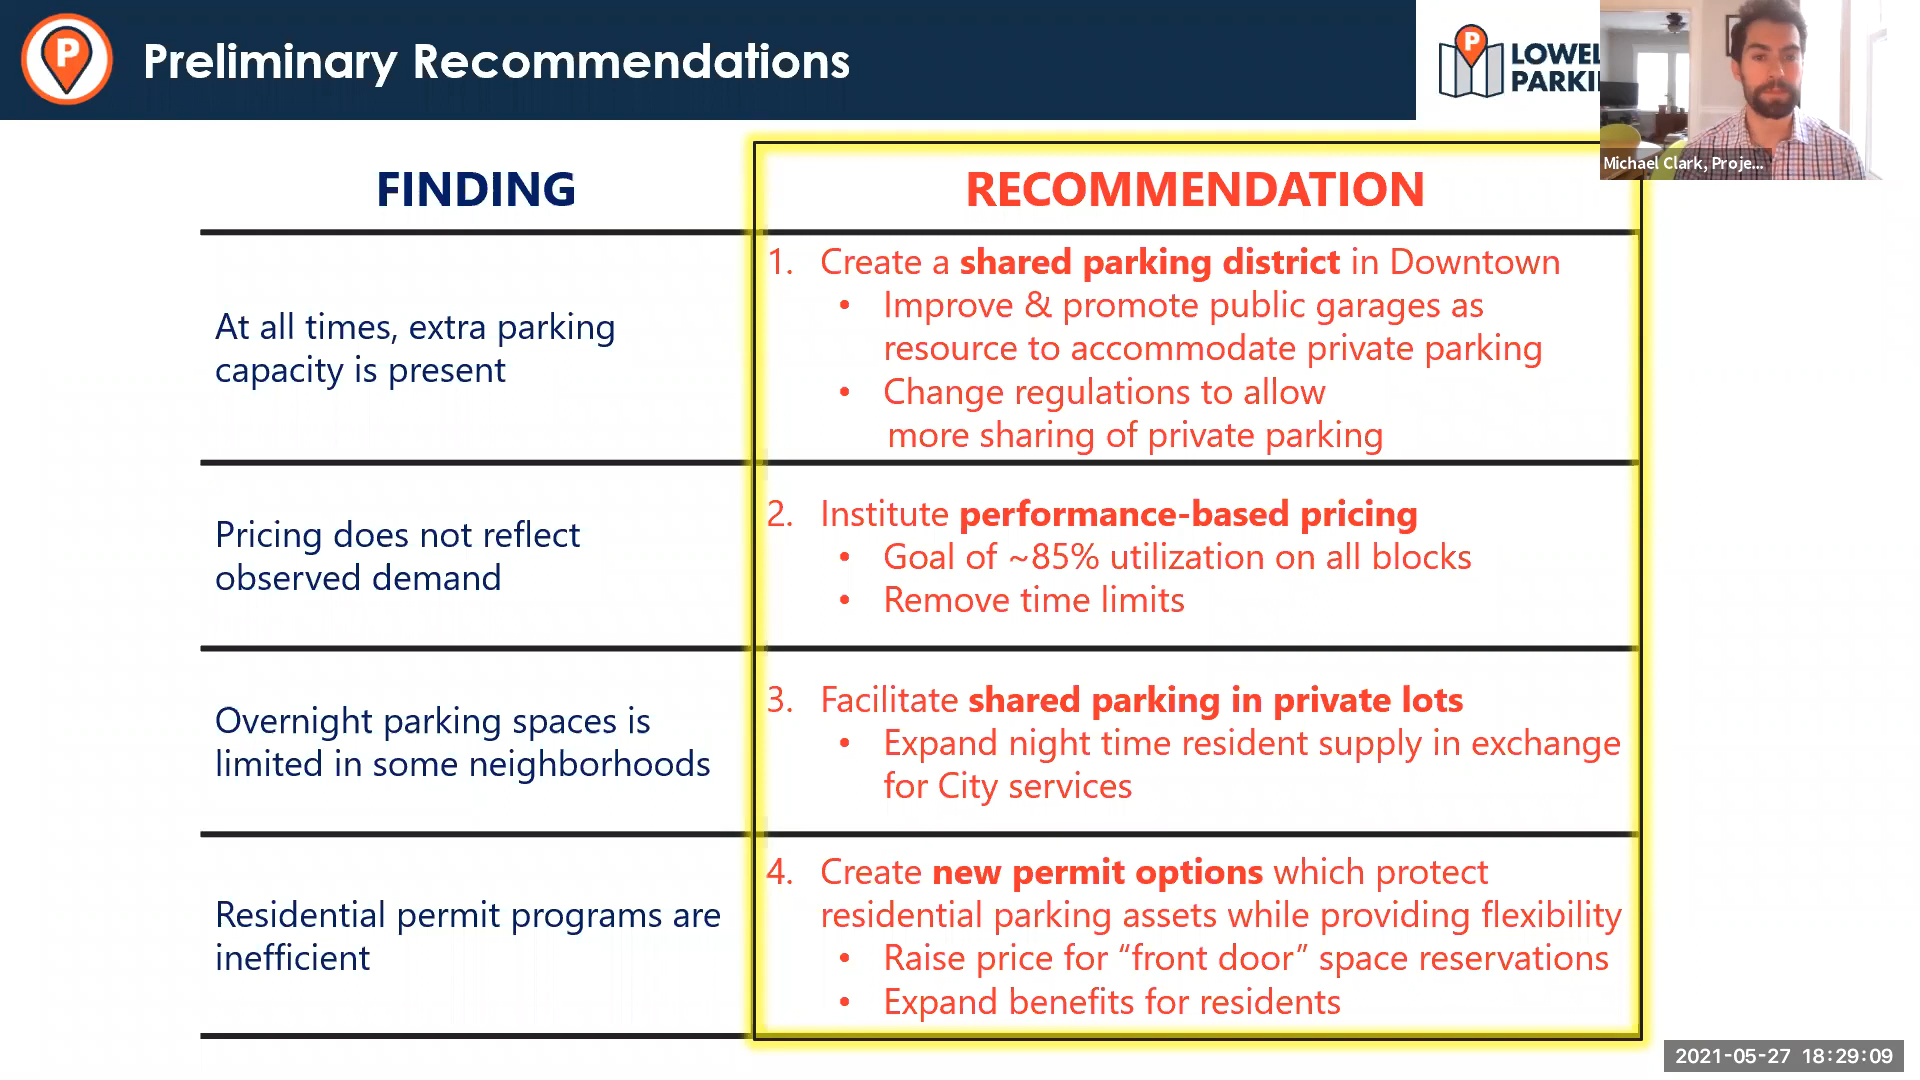 P
Preliminary Recommendations
P
LOWEL
PARKI
Michael Clark, Proje...
FINDING
RECOMMENDATION
At all times, extra parking
capacity is present
1. Create a shared parking district in Downtown
• Improve & promote public garages as
resource to accommodate private parking
• Change regulations to allow
more sharing of private parking
Pricing does not reflect
observed demand
2. Institute performance-based pricing
• Goal of ~85% utilization on all blocks
• Remove time limits
Overnight parking spaces is
limited in some neighborhoods
3. Facilitate shared parking in private lots
• Expand night time resident supply in exchange
for City services
Residential permit programs are
inefficient
4. Create new permit options which protect
residential parking assets while providing flexibility
• Raise price for “front door” space reservations
• Expand benefits for residents
2021-05-27 18:29:09